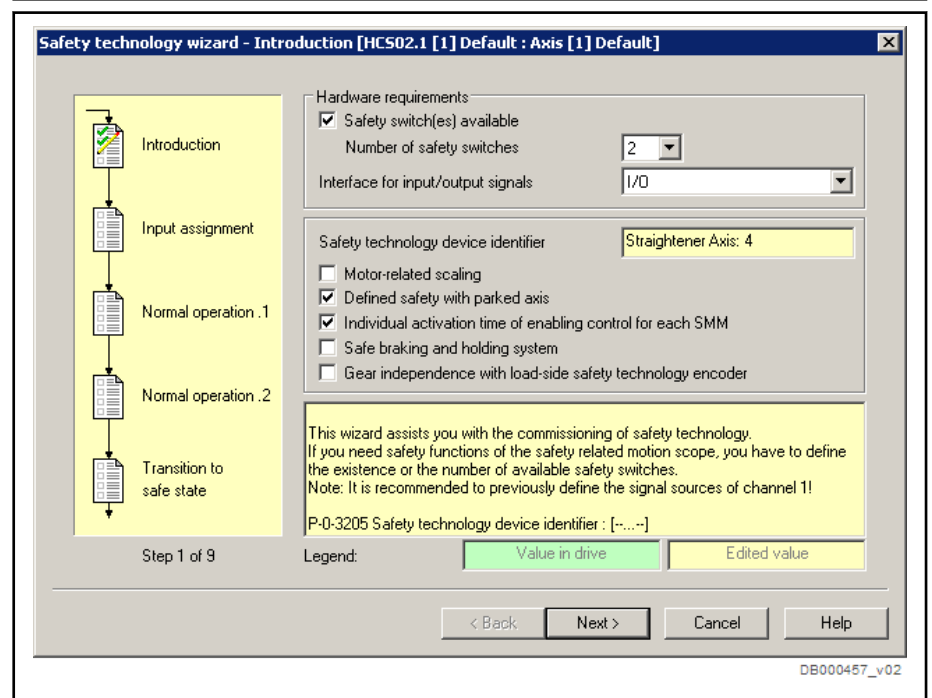 Safety technology wizard - Introduction [HCS02.1 [1] Default : Axis [1] Default]
Introduction
Input assignment
Normal operation .1
Normal operation .2
Transition to
safe state
Step 1 of 9
Hardware requirements
Safety switch(es) available
Number of safety switches
2
Interface for input/output signals
I/O
Safety technology device identifier
Straightener Axis: 4
Motor-related scaling
Defined safety with parked axis
Individual activation time of enabling control for each SMM
Safe braking and holding system
Gear independence with load-side safety technology encoder
This wizard assists you with the commissioning of safety technology.
If you need safety functions of the safety related motion scope, you have to define
the existence or the number of available safety switches.
Note: It is recommended to previously define the signal sources of channel 1!
P-0-3205 Safety technology device identifier : [--...--]
Legend:
Value in drive
Edited value
< Back
Next >
Cancel
Help
DB000457_v02